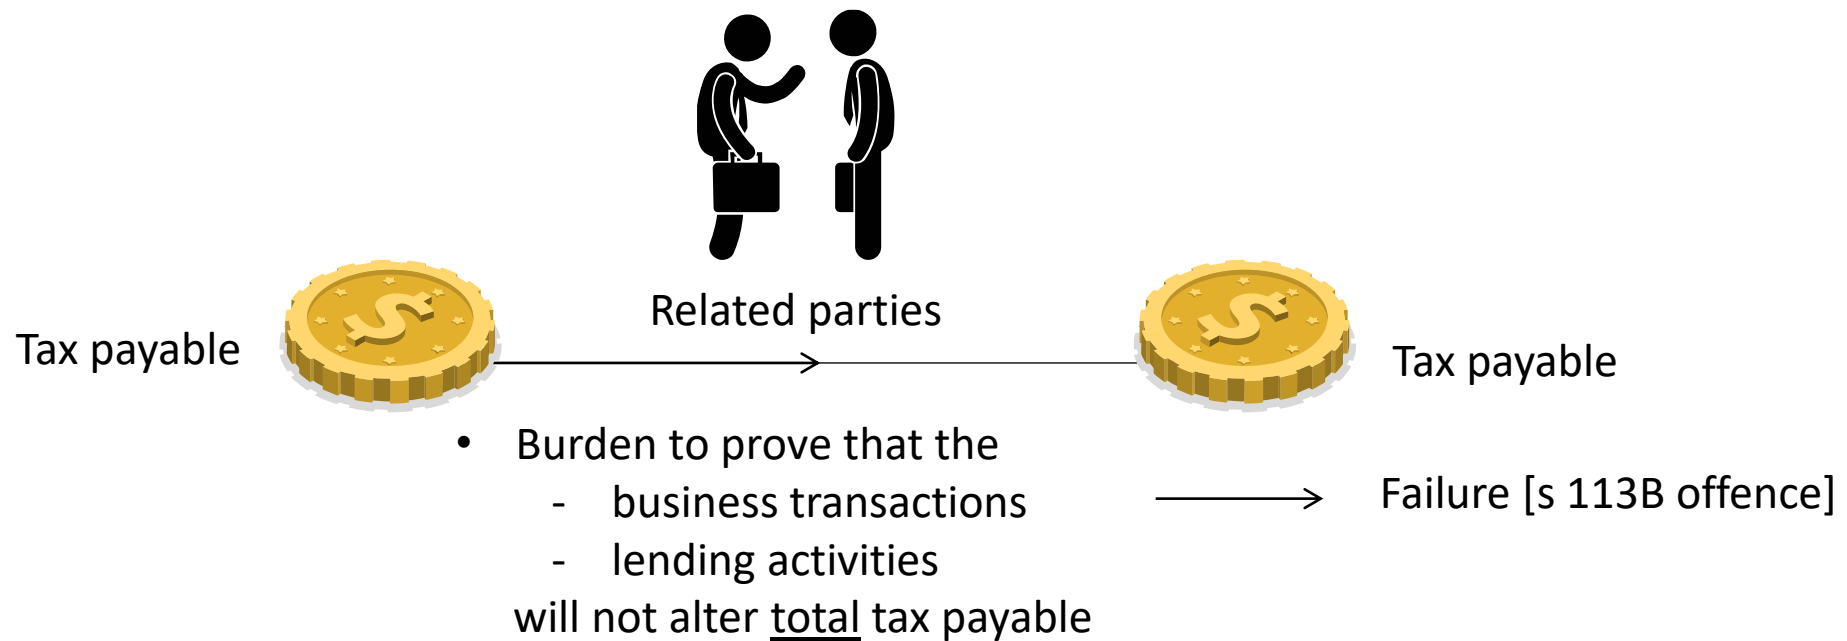 Related parties
Tax payable
Tax payable
• Burden to prove that the
- business transactions
- lending activities
will not alter total tax payable
Failure [s 113B offence]